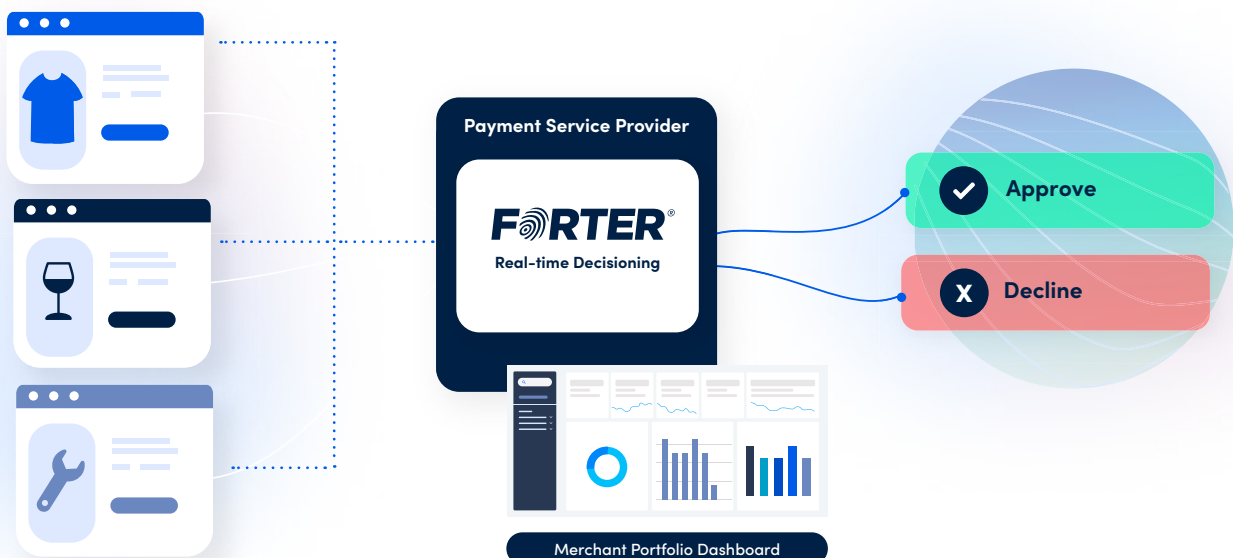 Payment Service Provider
FORTER®
Real-time Decisioning
Approve
X Decline
Merchant Portfolio Dashboard